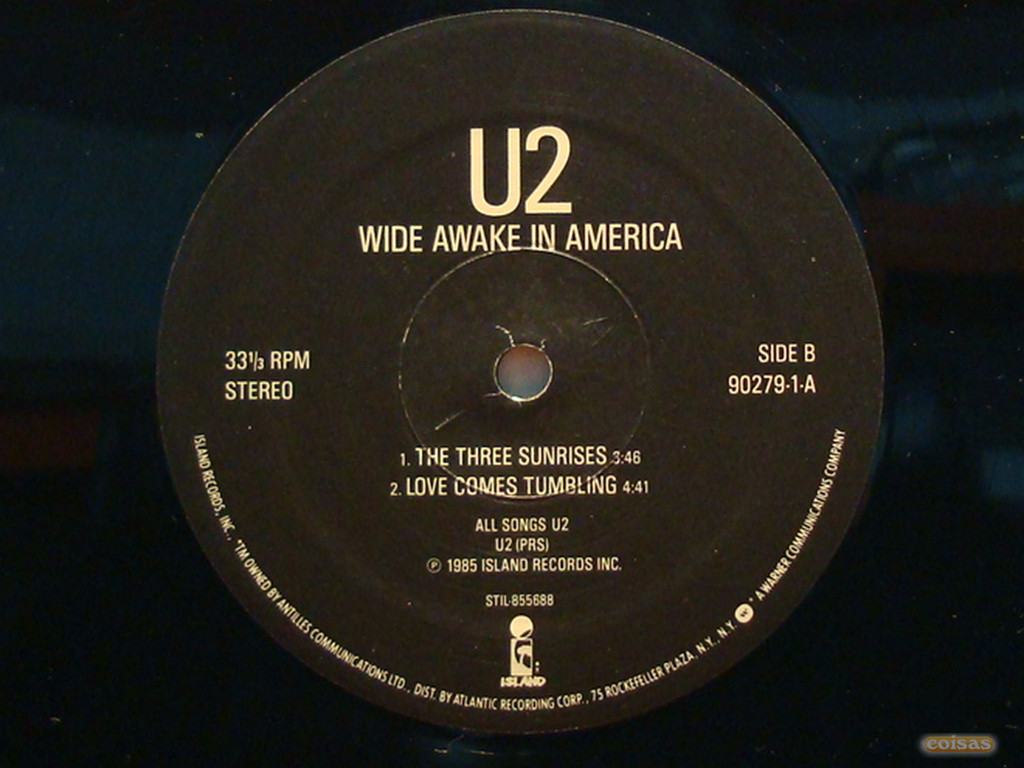 U2
WIDE AWAKE IN AMERICA
33⅓ RPM
STEREO
SIDE B
90279-1-A
1. THE THREE SUNRISES 3:46
2. LOVE COMES TUMBLING 4:41
ALL SONGS U2
U2 (PRS)
Ⓟ 1985 ISLAND RECORDS INC.
STIL-855688
ISLAND
ISLAND RECORDS, INC., *TM OWNED BY ANTILLES COMMUNICATIONS LTD., DIST. BY ATLANTIC RECORDING CORP., 75 ROCKEFELLER PLAZA, N.Y., N.Y. W ® A WARNER COMMUNICATIONS COMPANY
coisas